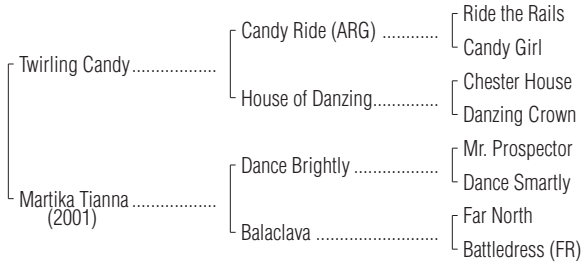 Ride the Rails
Candy Ride (ARG) ............
Candy Girl
Twirling Candy..................
Chester House
House of Danzing..............
Danzing Crown
Mr. Prospector
Dance Brightly ..................
Dance Smartly
Martika Tianna..................
(2001)
Far North
Balaclava ..........................
Battledress (FR)